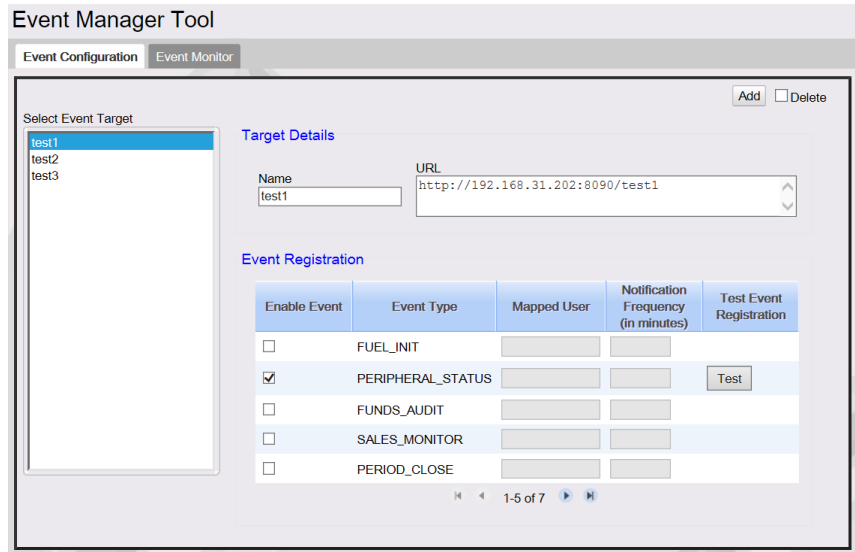 Event Manager Tool
Event Configuration
Event Monitor
Add
Delete
Select Event Target
test1
test2
test3
Target Details
Name
test1
URL
http://192.168.31.202:8090/test1
Event Registration
Enable Event
Event Type
Mapped User
Notification
Frequency
(in minutes)
Test Event
Registration
FUEL_INIT
PERIPHERAL_STATUS
Test
FUNDS_AUDIT
SALES_MONITOR
PERIOD_CLOSE
1-5 of 7